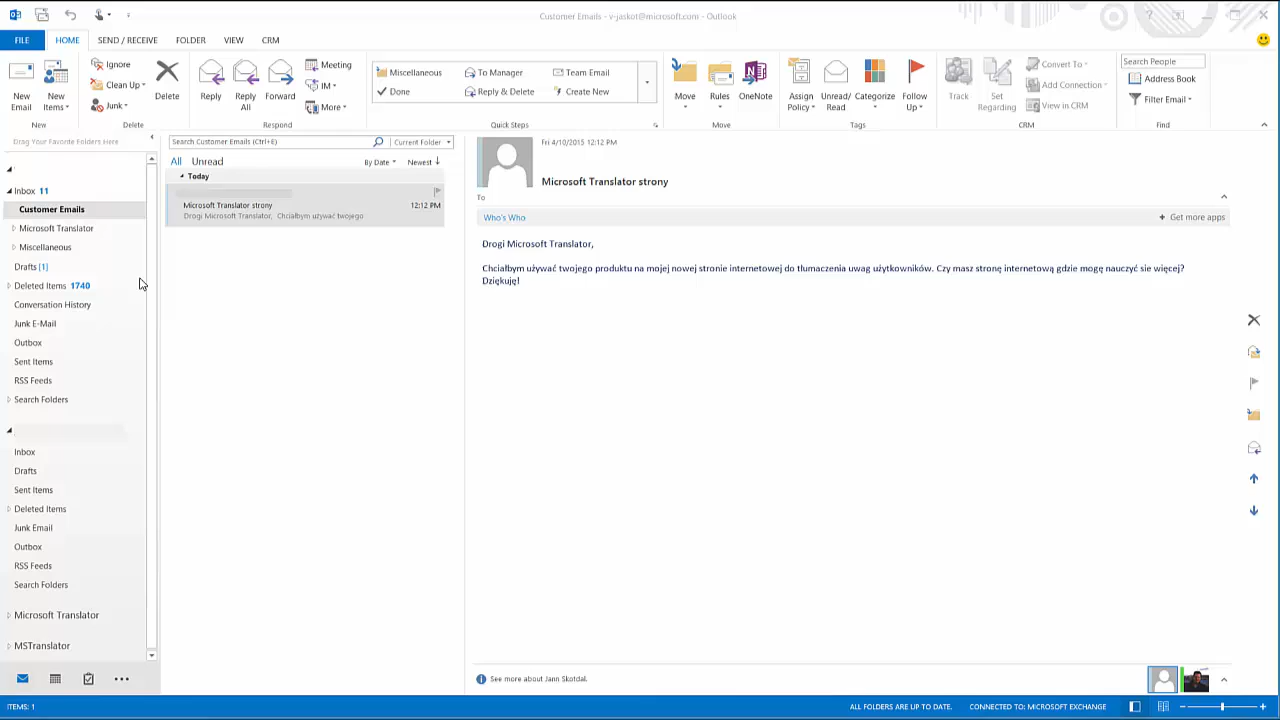 Customer Emails - v-jaskot@microsoft.com - Outlook
FILE HOME SEND / RECEIVE FOLDER VIEW CRM
New Email
New Items
New
Ignore
Clean Up
Junk
Delete
Delete
Reply
Reply All
Forward
Meeting
IM
More
Respond
Miscellaneous
To Manager
Team Email
Done
Reply & Delete
Create New
Quick Steps
Move
Rules
OneNote
Move
Assign Policy
Unread/ Read
Categorize
Follow Up
Tags
Track
Set Regarding
Convert To
Add Connection
View in CRM
CRM
Search People
Address Book
Filter Email
Find
Drag Your Favorite Folders Here
Inbox 11
Customer Emails
Microsoft Translator
Miscellaneous
Drafts [1]
Deleted Items 1740
Conversation History
Junk E-Mail
Outbox
Sent Items
RSS Feeds
Search Folders
Inbox
Drafts
Sent Items
Deleted Items
Junk Email
Outbox
RSS Feeds
Search Folders
Microsoft Translator
MSTranslator
Search Customer Emails (Ctrl+E)
Current Folder
All Unread
By Date Newest
Today
Microsoft Translator strony 12:12 PM
Drogi Microsoft Translator, Chciałbym używać twojego
Fri 4/10/2015 12:12 PM
Microsoft Translator strony
To
Who's Who
+ Get more apps
Drogi Microsoft Translator,
Chciałbym używać twojego produktu na mojej nowej stronie internetowej do tłumaczenia uwag użytkowników. Czy masz stronę internetową gdzie mogę nauczyć sie więcej?
Dziękuję!
See more about Jann Skotdal.
ITEMS: 1
ALL FOLDERS ARE UP TO DATE.
CONNECTED TO: MICROSOFT EXCHANGE